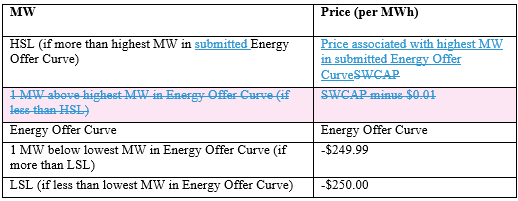 MW Price (per MWh)
HSL (if more than highest MW in submitted Energy Price associated with highest MW
Offer Curve) in submitted Energy Offer
CurveSWCAP
1 MW above highest MW in Energy Offer Curve (if SWCAP minus $0.01
less than HSL)
Energy Offer Curve Energy Offer Curve
1 MW below lowest MW in Energy Offer Curve (if -$249.99
more than LSL)
LSL (if less than lowest MW in Energy Offer Curve) -$250.00